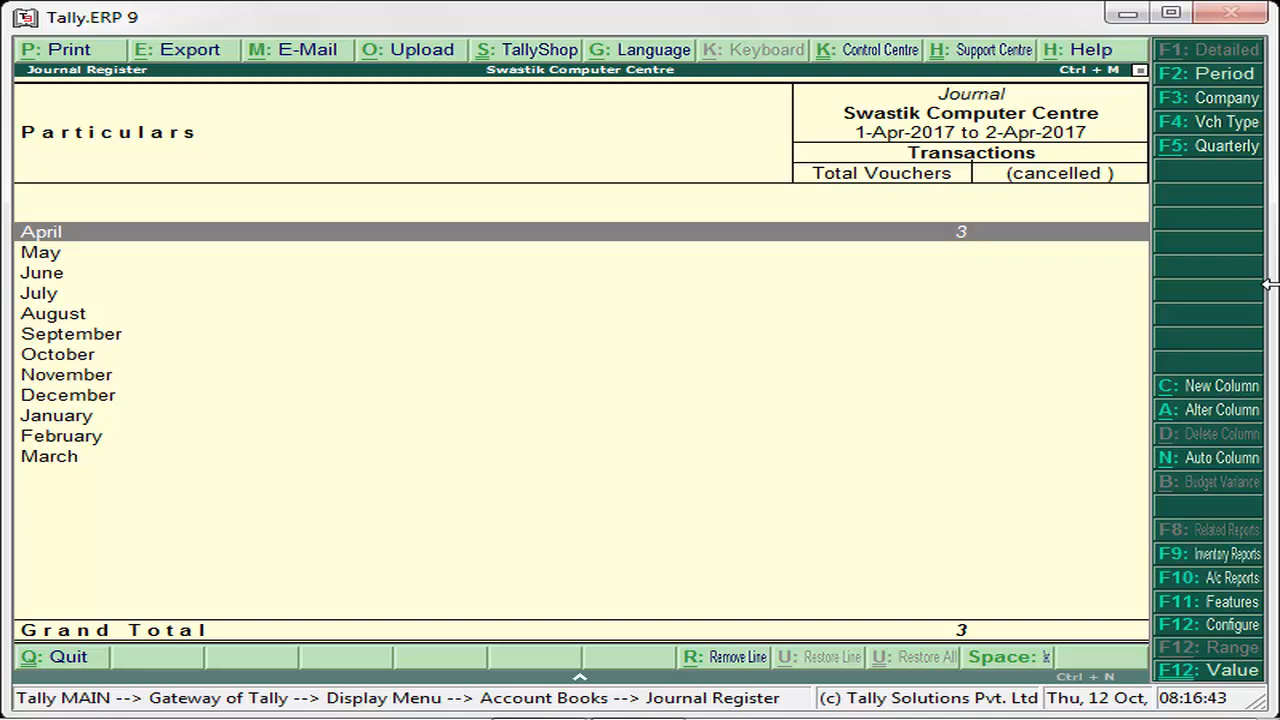 Tally.ERP 9
P: Print E: Export M: E-Mail O: Upload S: TallyShop G: Language K: Keyboard K: Control Centre H: Support Centre H: Help
Journal Register Swastik Computer Centre Ctrl + M
Particulars
Journal
Swastik Computer Centre
1-Apr-2017 to 2-Apr-2017
Transactions
Total Vouchers (cancelled )
April 3
May
June
July
August
September
October
November
December
January
February
March
Grand Total 3
F1: Detailed
F2: Period
F3: Company
F4: Vch Type
F5: Quarterly
C: New Column
A: Alter Column
D: Delete Column
N: Auto Column
B: Budget Variance
F8: Related Reports
F9: Inventory Reports
F10: A/c Reports
F11: Features
F12: Configure
F12: Range
F12: Value
Q: Quit R: Remove Line U: Restore Line U: Restore All Space:
Ctrl + N
Tally MAIN --> Gateway of Tally --> Display Menu --> Account Books --> Journal Register (c) Tally Solutions Pvt. Ltd Thu, 12 Oct, 08:16:43